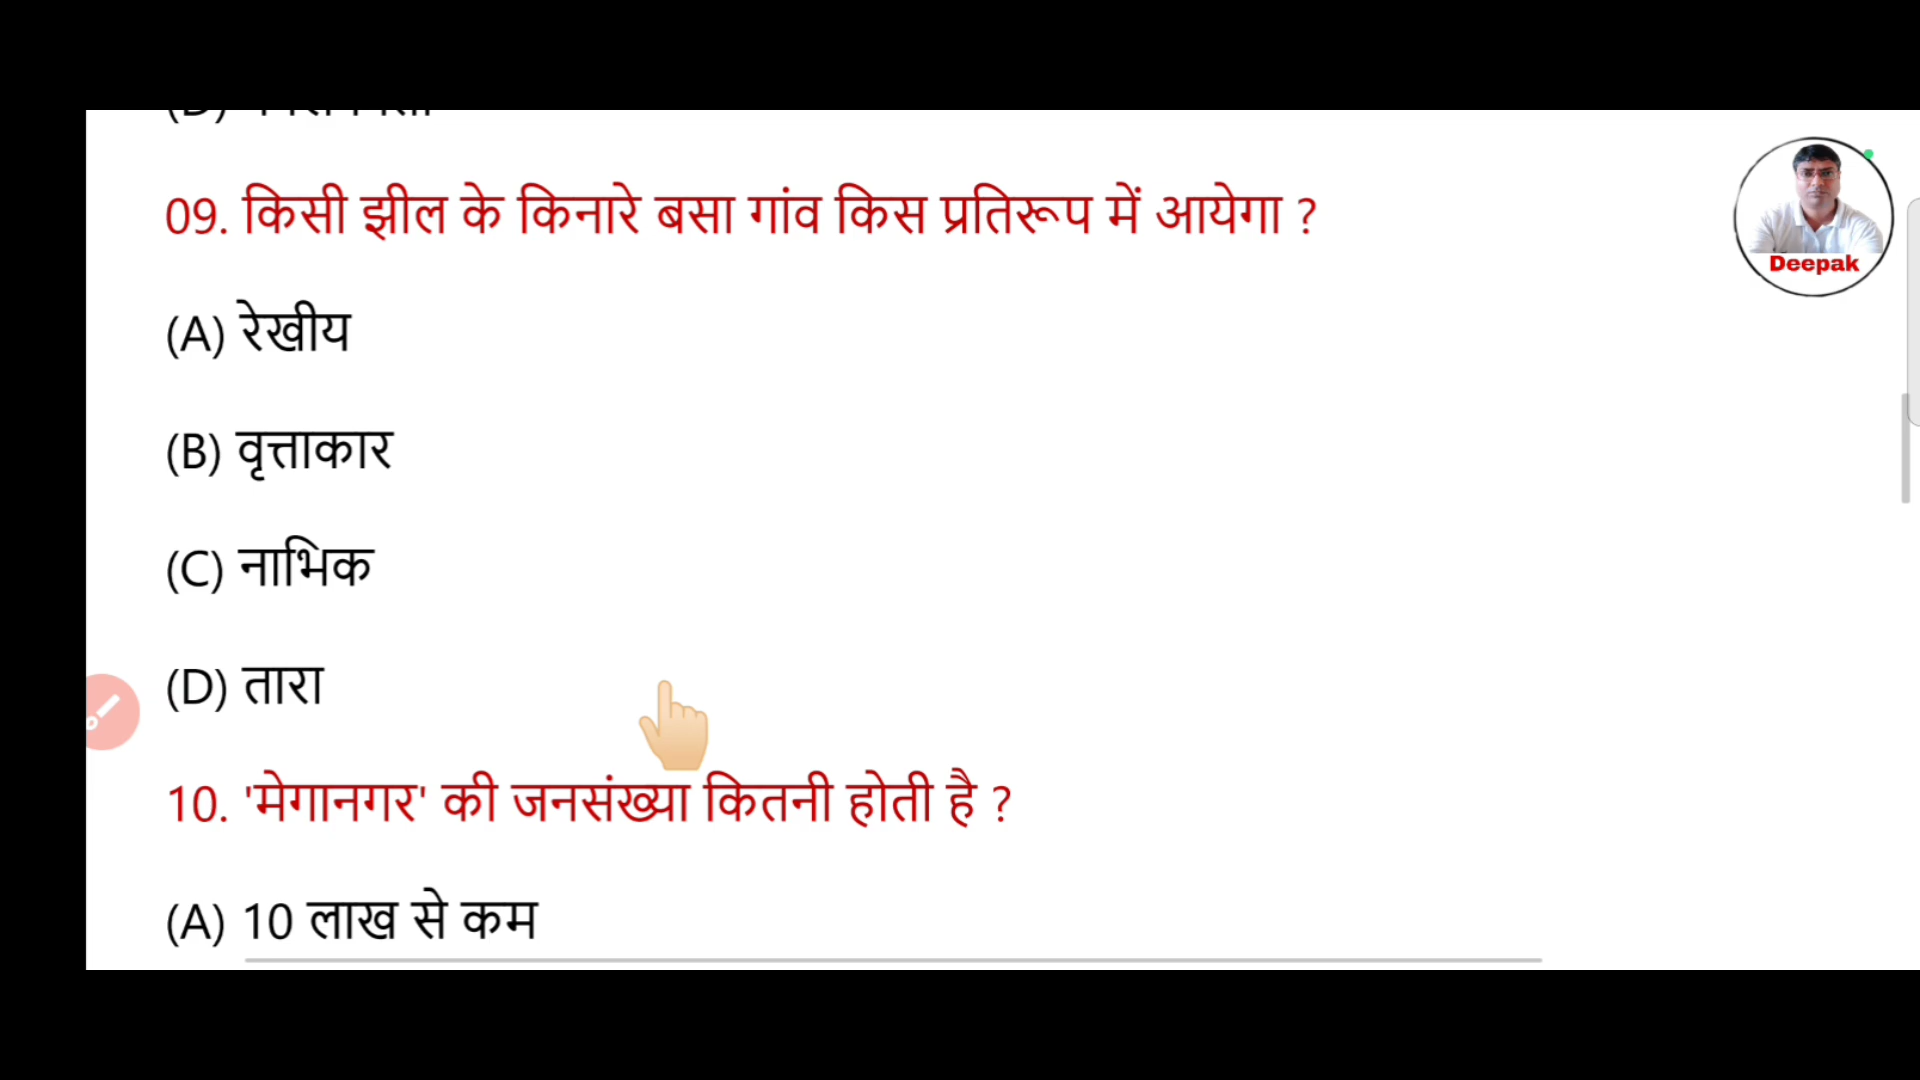 09. किसी झील के किनारे बसा गांव किस प्रतिरूप में आयेगा ?
Deepak
(A) रेखीय
(B) वृत्ताकार
(C) नाभिक
(D) तारा
10. 'मेगानगर' की जनसंख्या कितनी होती है ?
(A) 10 लाख से कम